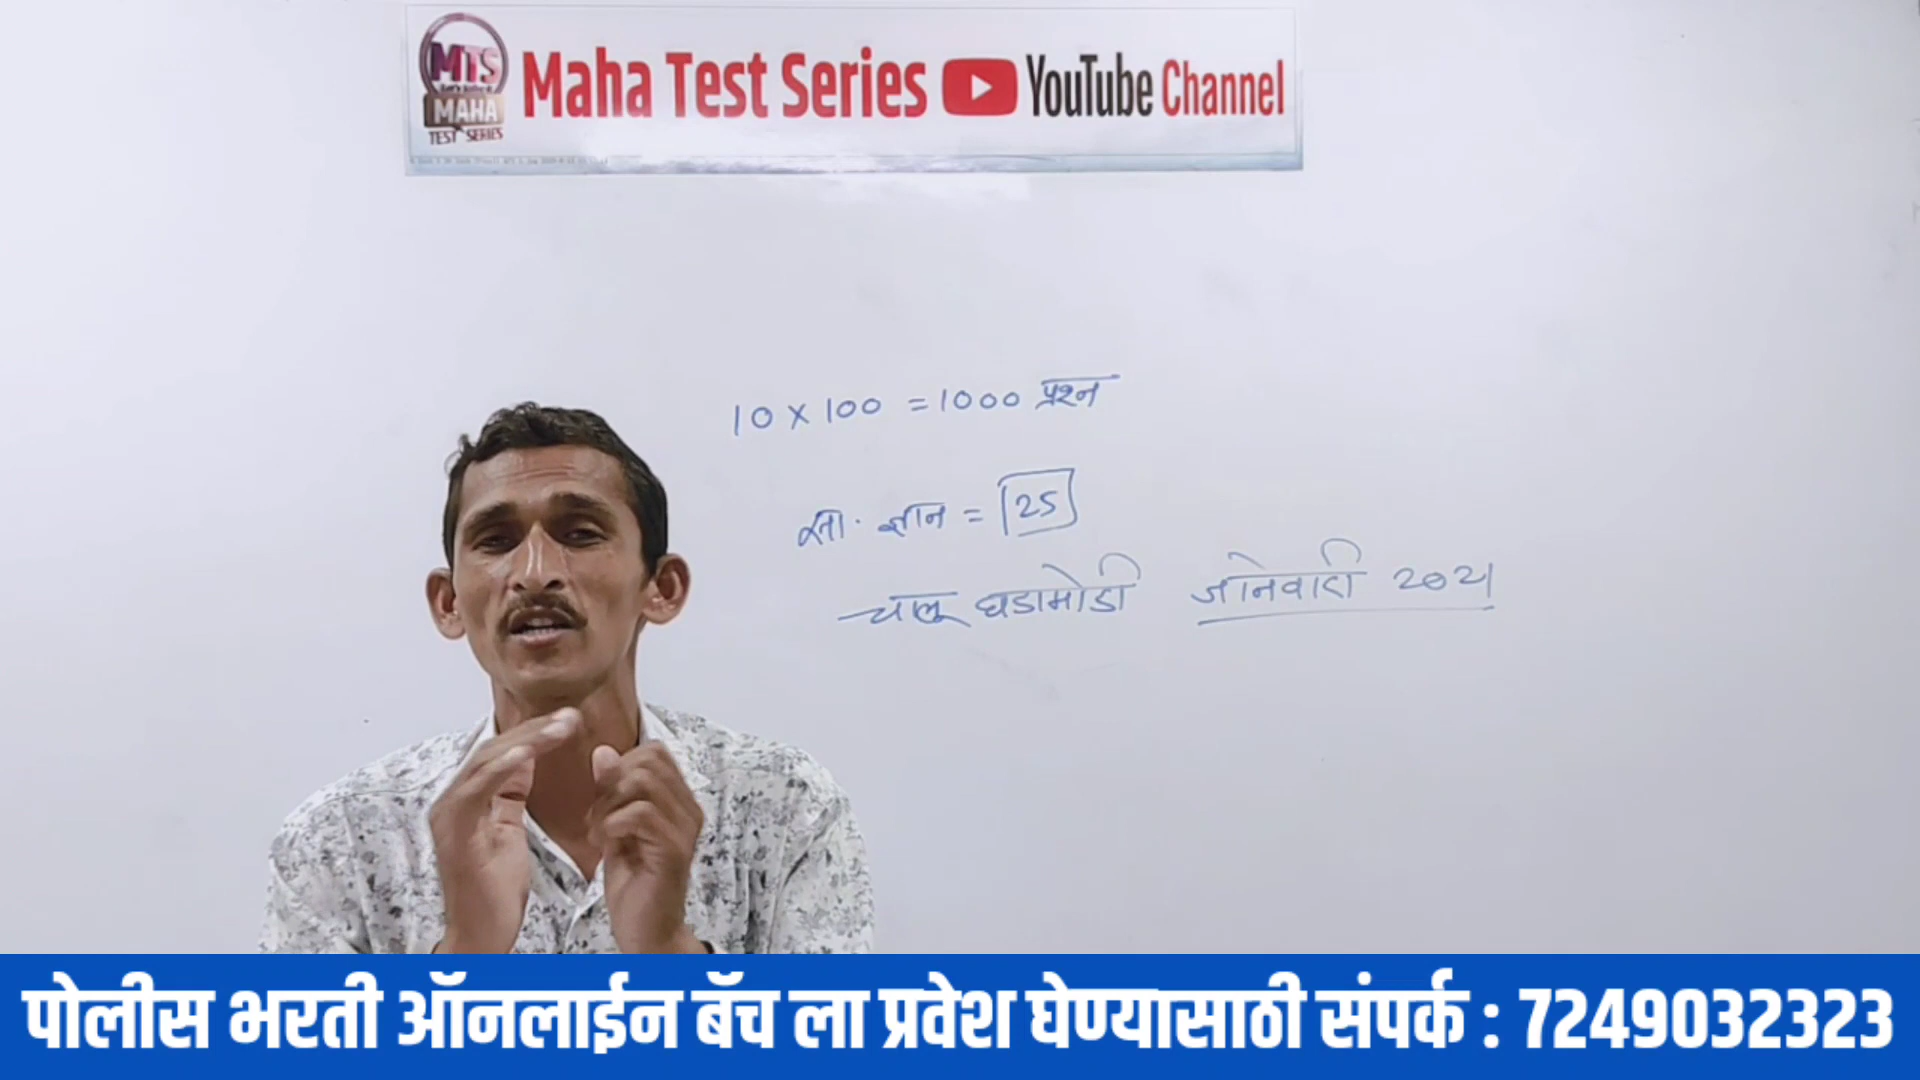 MTS
MAHA
TEST SERIES
Maha Test Series YouTube Channel
10 x 100 = 1000 प्रश्न
सा. ज्ञान = 25
चालू घडामोडी जानेवारी 2021
पोलीस भरती ऑनलाईन बॅच ला प्रवेश घेण्यासाठी संपर्क : 7249032323